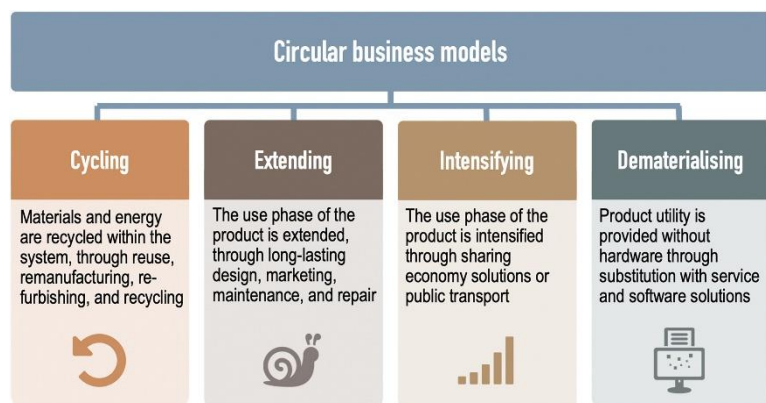 Circular business models
Cycling
Materials and energy
are recycled within the
system, through reuse,
remanufacturing, re-
furbishing, and recycling
Extending
The use phase of the
product is extended,
through long-lasting
design, marketing,
maintenance, and repair
Intensifying
The use phase of the
product is intensified
through sharing
economy solutions or
public transport
Dematerialising
Product utility is
provided without
hardware through
substitution with service
and software solutions